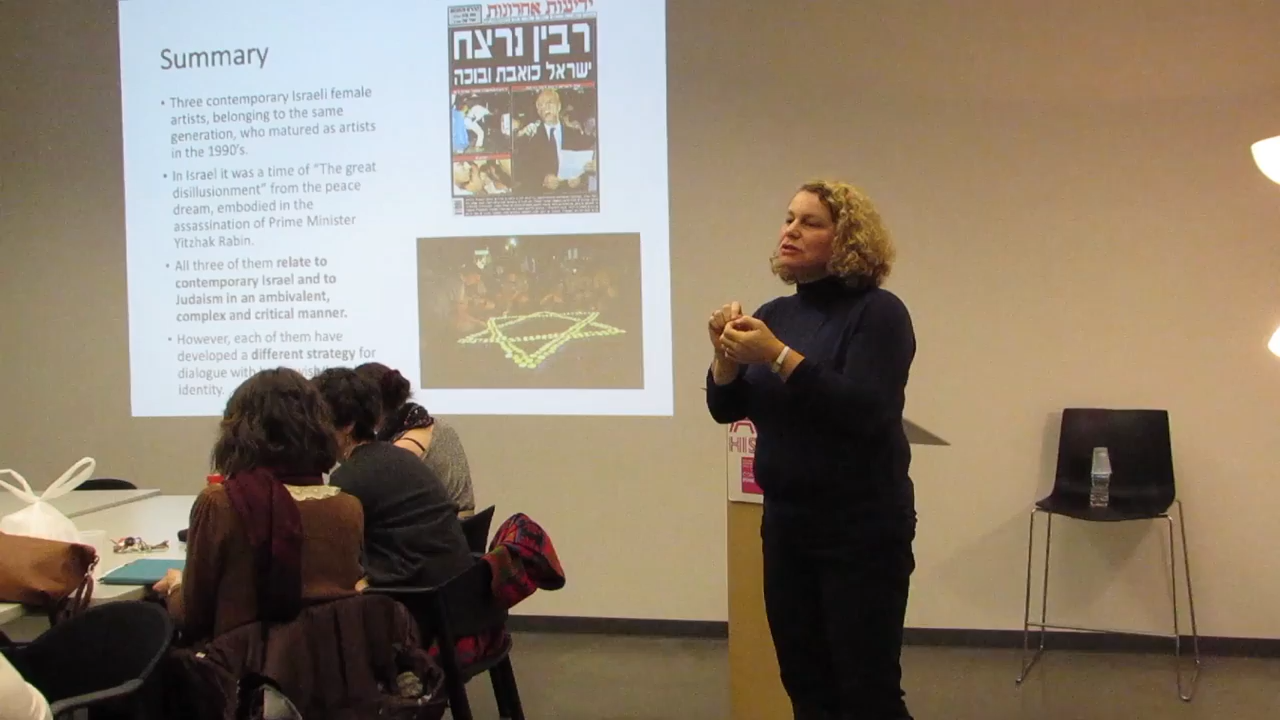 Summary
• Three contemporary Israeli female
artists, belonging to the same
generation, who matured as artists
in the 1990's.
• In Israel it was a time of "The great
disillusionment" from the peace
dream, embodied in the
assassination of Prime Minister
Yitzhak Rabin.
• All three of them relate to
contemporary Israel and to
Judaism in an ambivalent,
complex and critical manner.
• However, each of them have
developed a different strategy for
dialogue with
identity.
ידיעות אחרונות
רבין נרצח
ישראל כואבת ובוכה
HIS